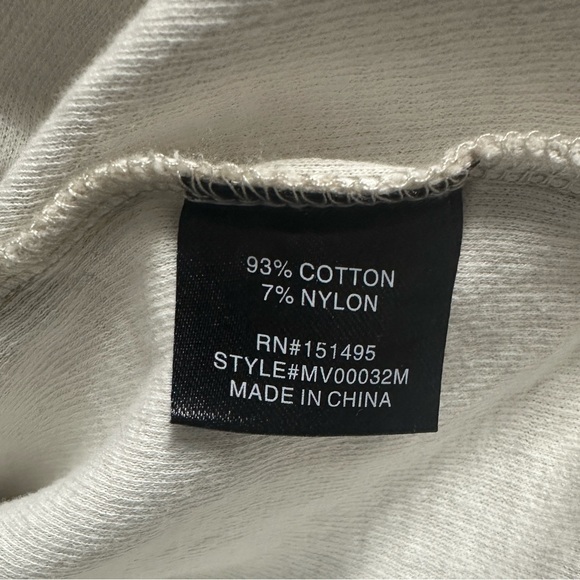 93% COTTON
7% NYLON
RN#151495
STYLE#MV00032M
MADE IN CHINA